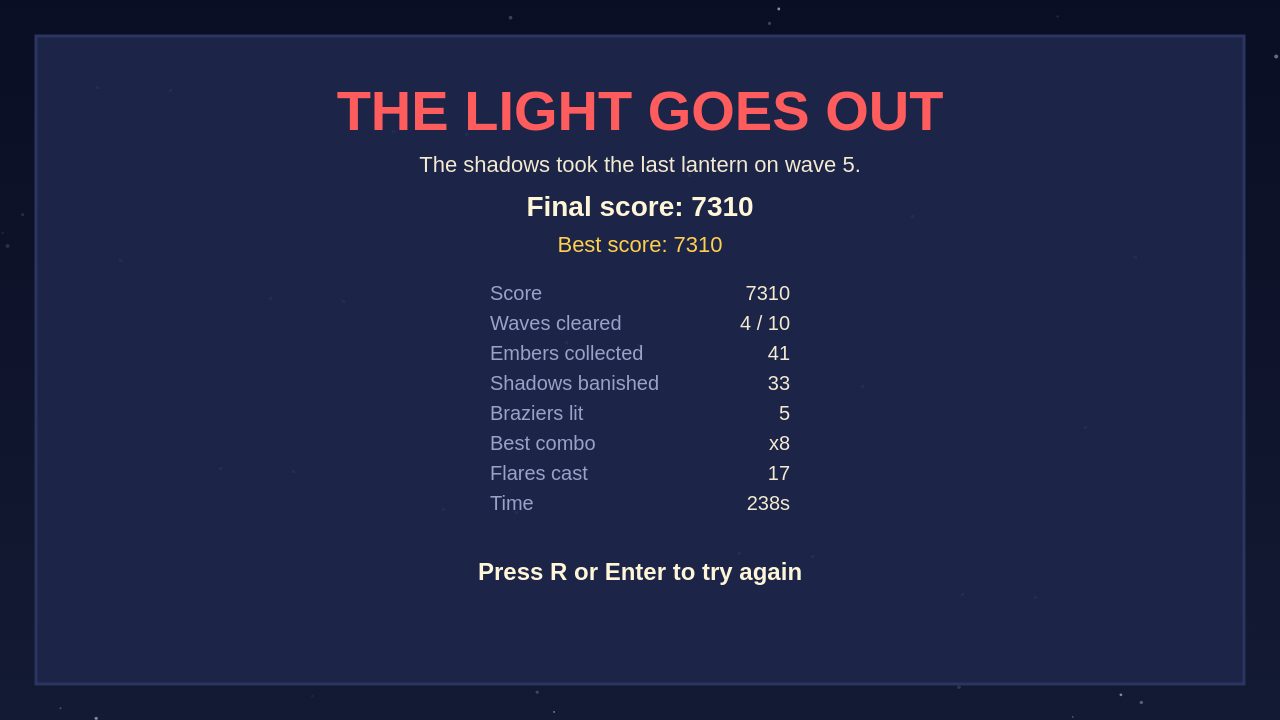 THE LIGHT GOES OUT
The shadows took the last lantern on wave 5.
Final score: 7310
Best score: 7310
Score 7310
Waves cleared 4 / 10
Embers collected 41
Shadows banished 33
Braziers lit 5
Best combo x8
Flares cast 17
Time 238s
Press R or Enter to try again